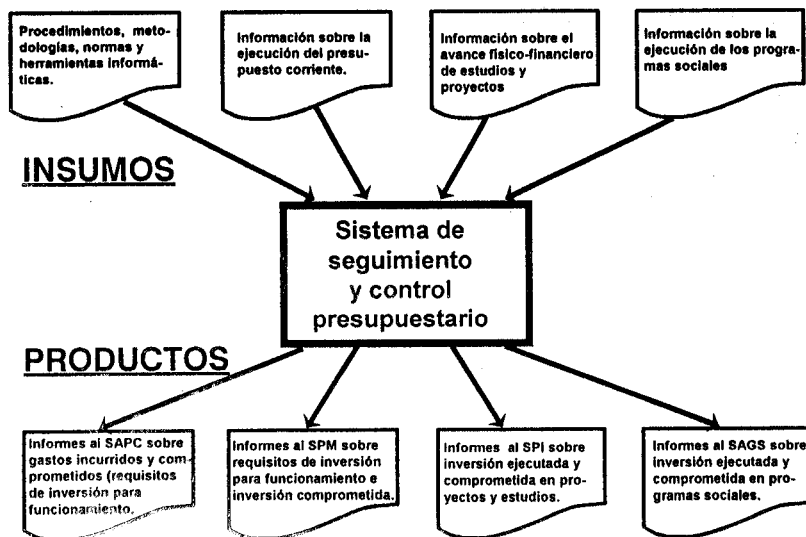 Procedimientos, meto-
dologías, normas y
herramientas informá-
ticas.
Información sobre la
ejecución del presu-
puesto corriente.
Información sobre el
avance físico-financiero
de estudios y
proyectos
Información sobre la
ejecución de los progra-
mas sociales
INSUMOS
Sistema de
seguimiento
y control
presupuestario
PRODUCTOS
Informes al SAPC sobre
gastos incurridos y com-
prometidos (requisitos
de inversión para
funcionamiento.
Informes al SPM sobre
requisitos de inversión
para funcionamiento e
inversión comprometida.
Informes al SPI sobre
inversión ejecutada y
comprometida en pro-
yectos y estudios.
Informes al SAGS sobre
inversión ejecutada y
comprometida en pro-
gramas sociales.